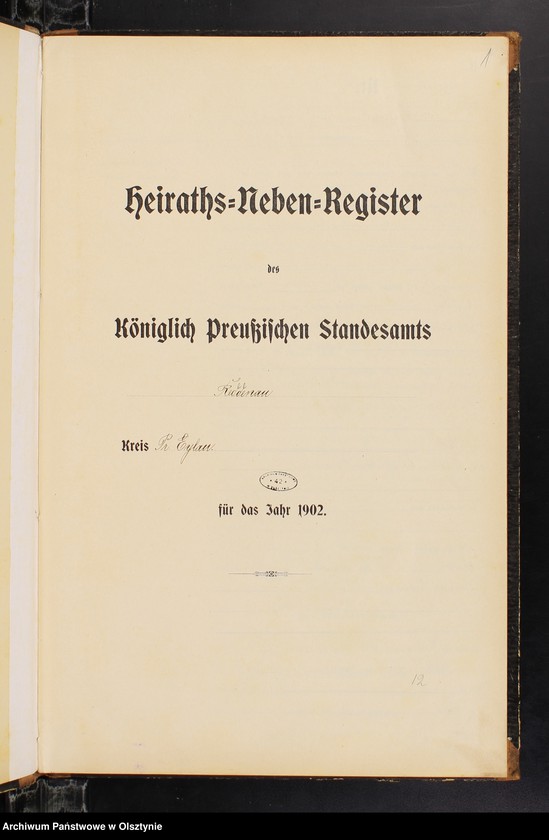 1
Heiraths=Neben=Register
des
Königlich Preußischen Standesamts
Kreis Pr. Eylau
für das Jahr 1902.
12
Archiwum Państwowe w Olsztynie